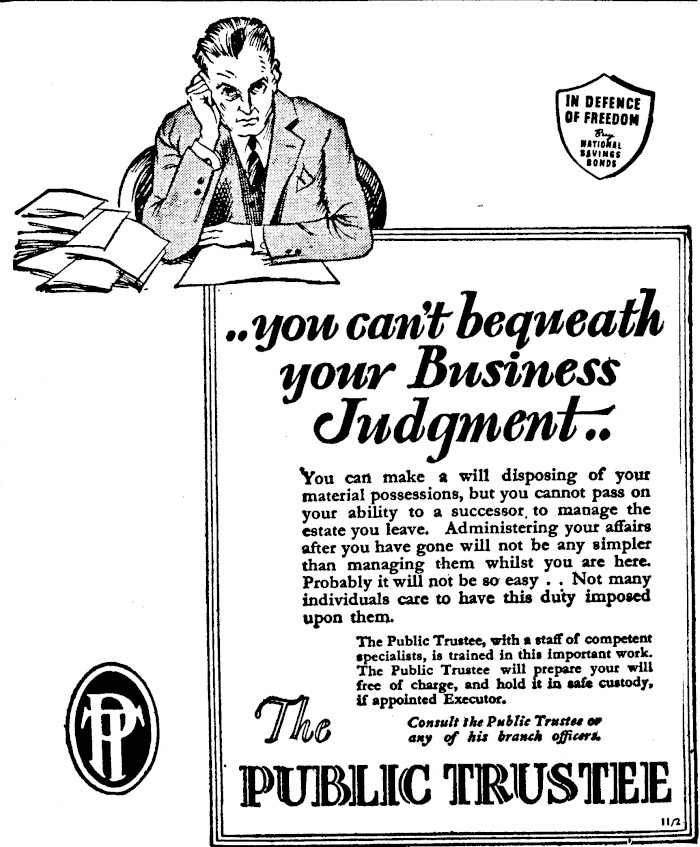 IN DEFENCE
OF FREEDOM
Buy
NATIONAL
SAVINGS
BONDS
..you can't bequeath
your Business
Judgment..
You can make a will disposing of your
material possessions, but you cannot pass on
your ability to a successor to manage the
estate you leave. Administering your affairs
after you have gone will not be any simpler
than managing them whilst you are here.
Probably it will not be so easy . . Not many
individuals care to have this duty imposed
upon them.
The Public Trustee, with a staff of competent
specialists, is trained in this important work.
The Public Trustee will prepare your will
free of charge, and hold it in safe custody,
if appointed Executor.
Consult the Public Trustee or
any of his branch officers.
The
PUBLIC TRUSTEE
11/2
PT